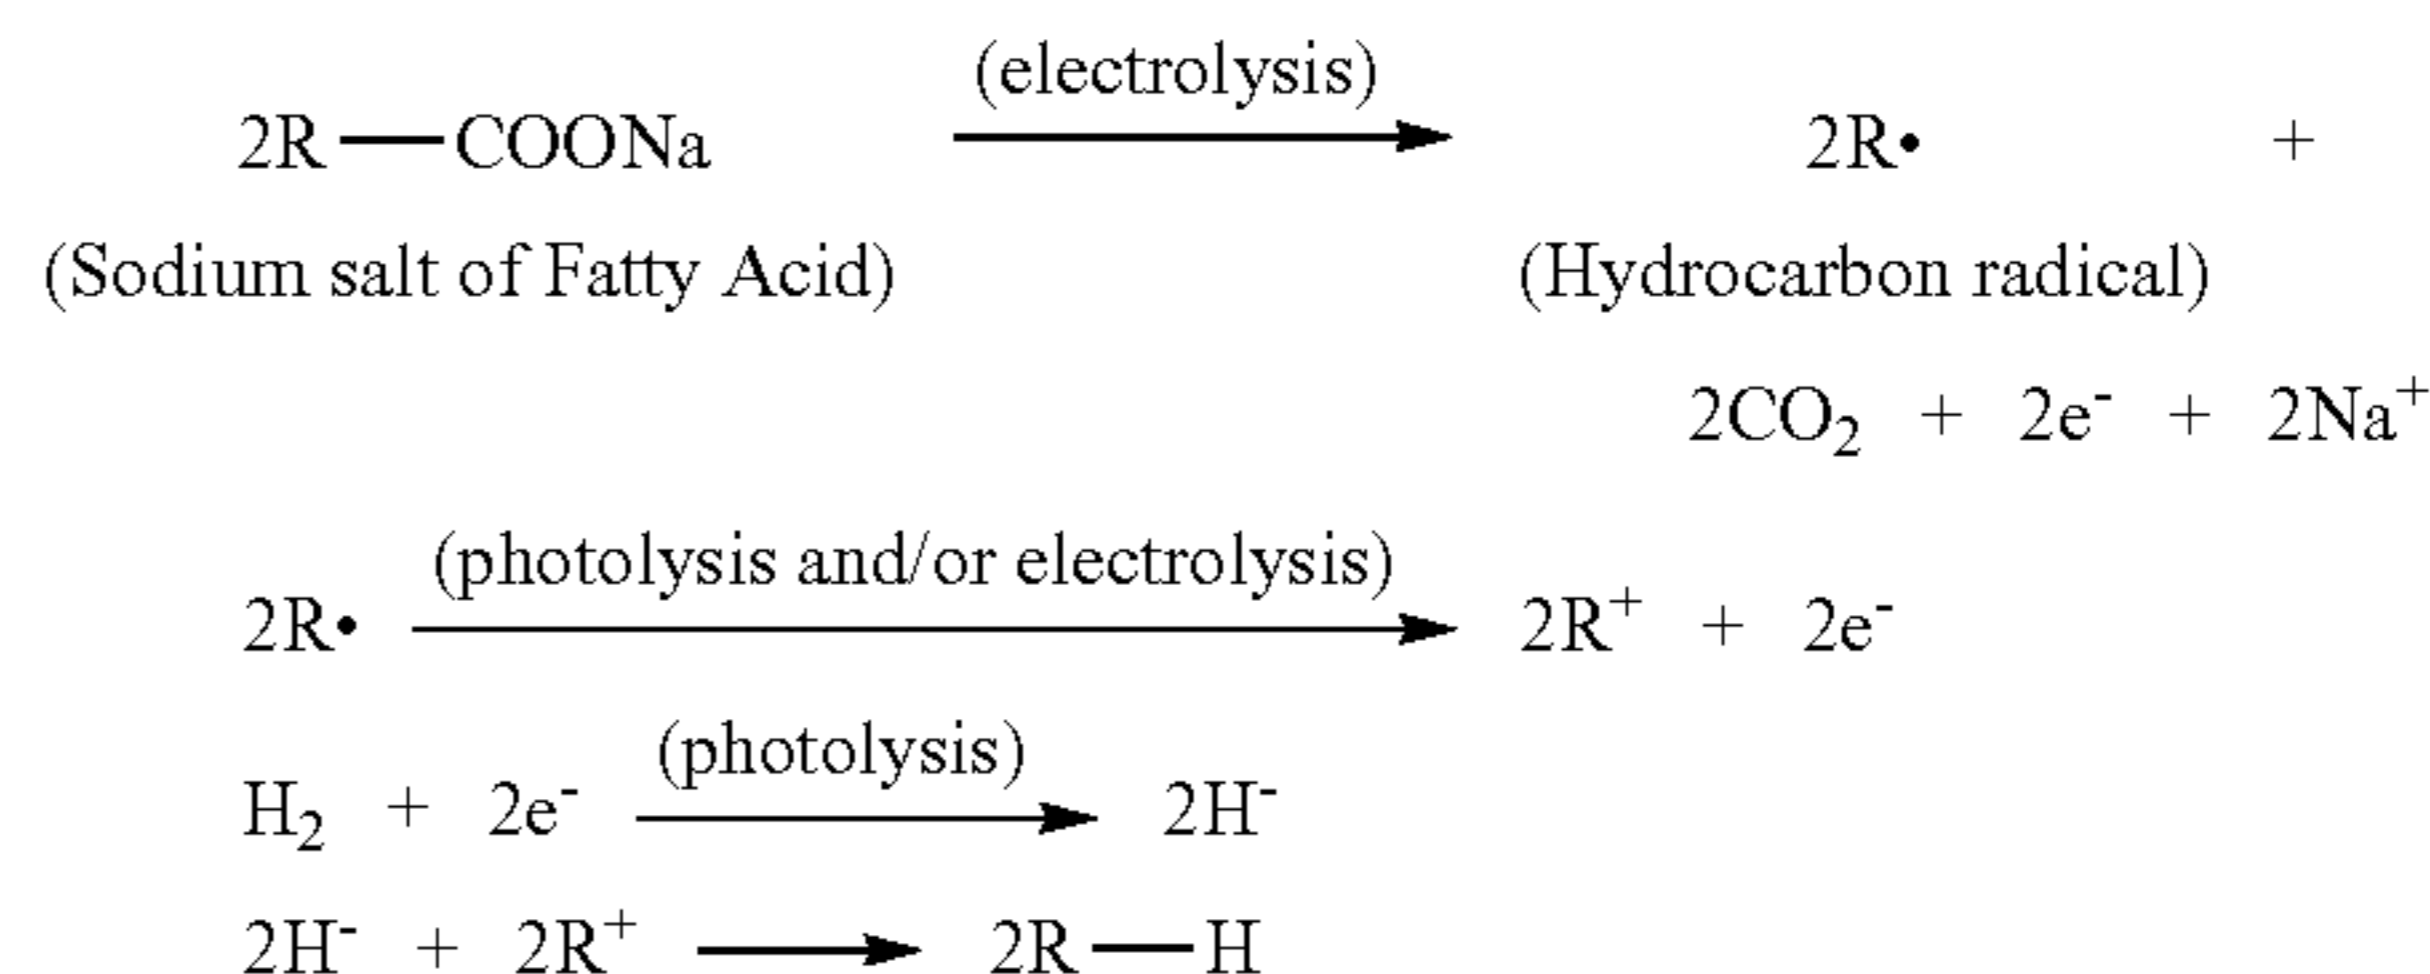 (electrolysis)
2R—COONa → 2R• +
(Sodium salt of Fatty Acid) (Hydrocarbon radical)
2CO₂ + 2e⁻ + 2Na⁺
(photolysis and/or electrolysis)
2R• → 2R⁺ + 2e⁻
(photolysis)
H₂ + 2e⁻ → 2H⁻
2H⁻ + 2R⁺ → 2R—H